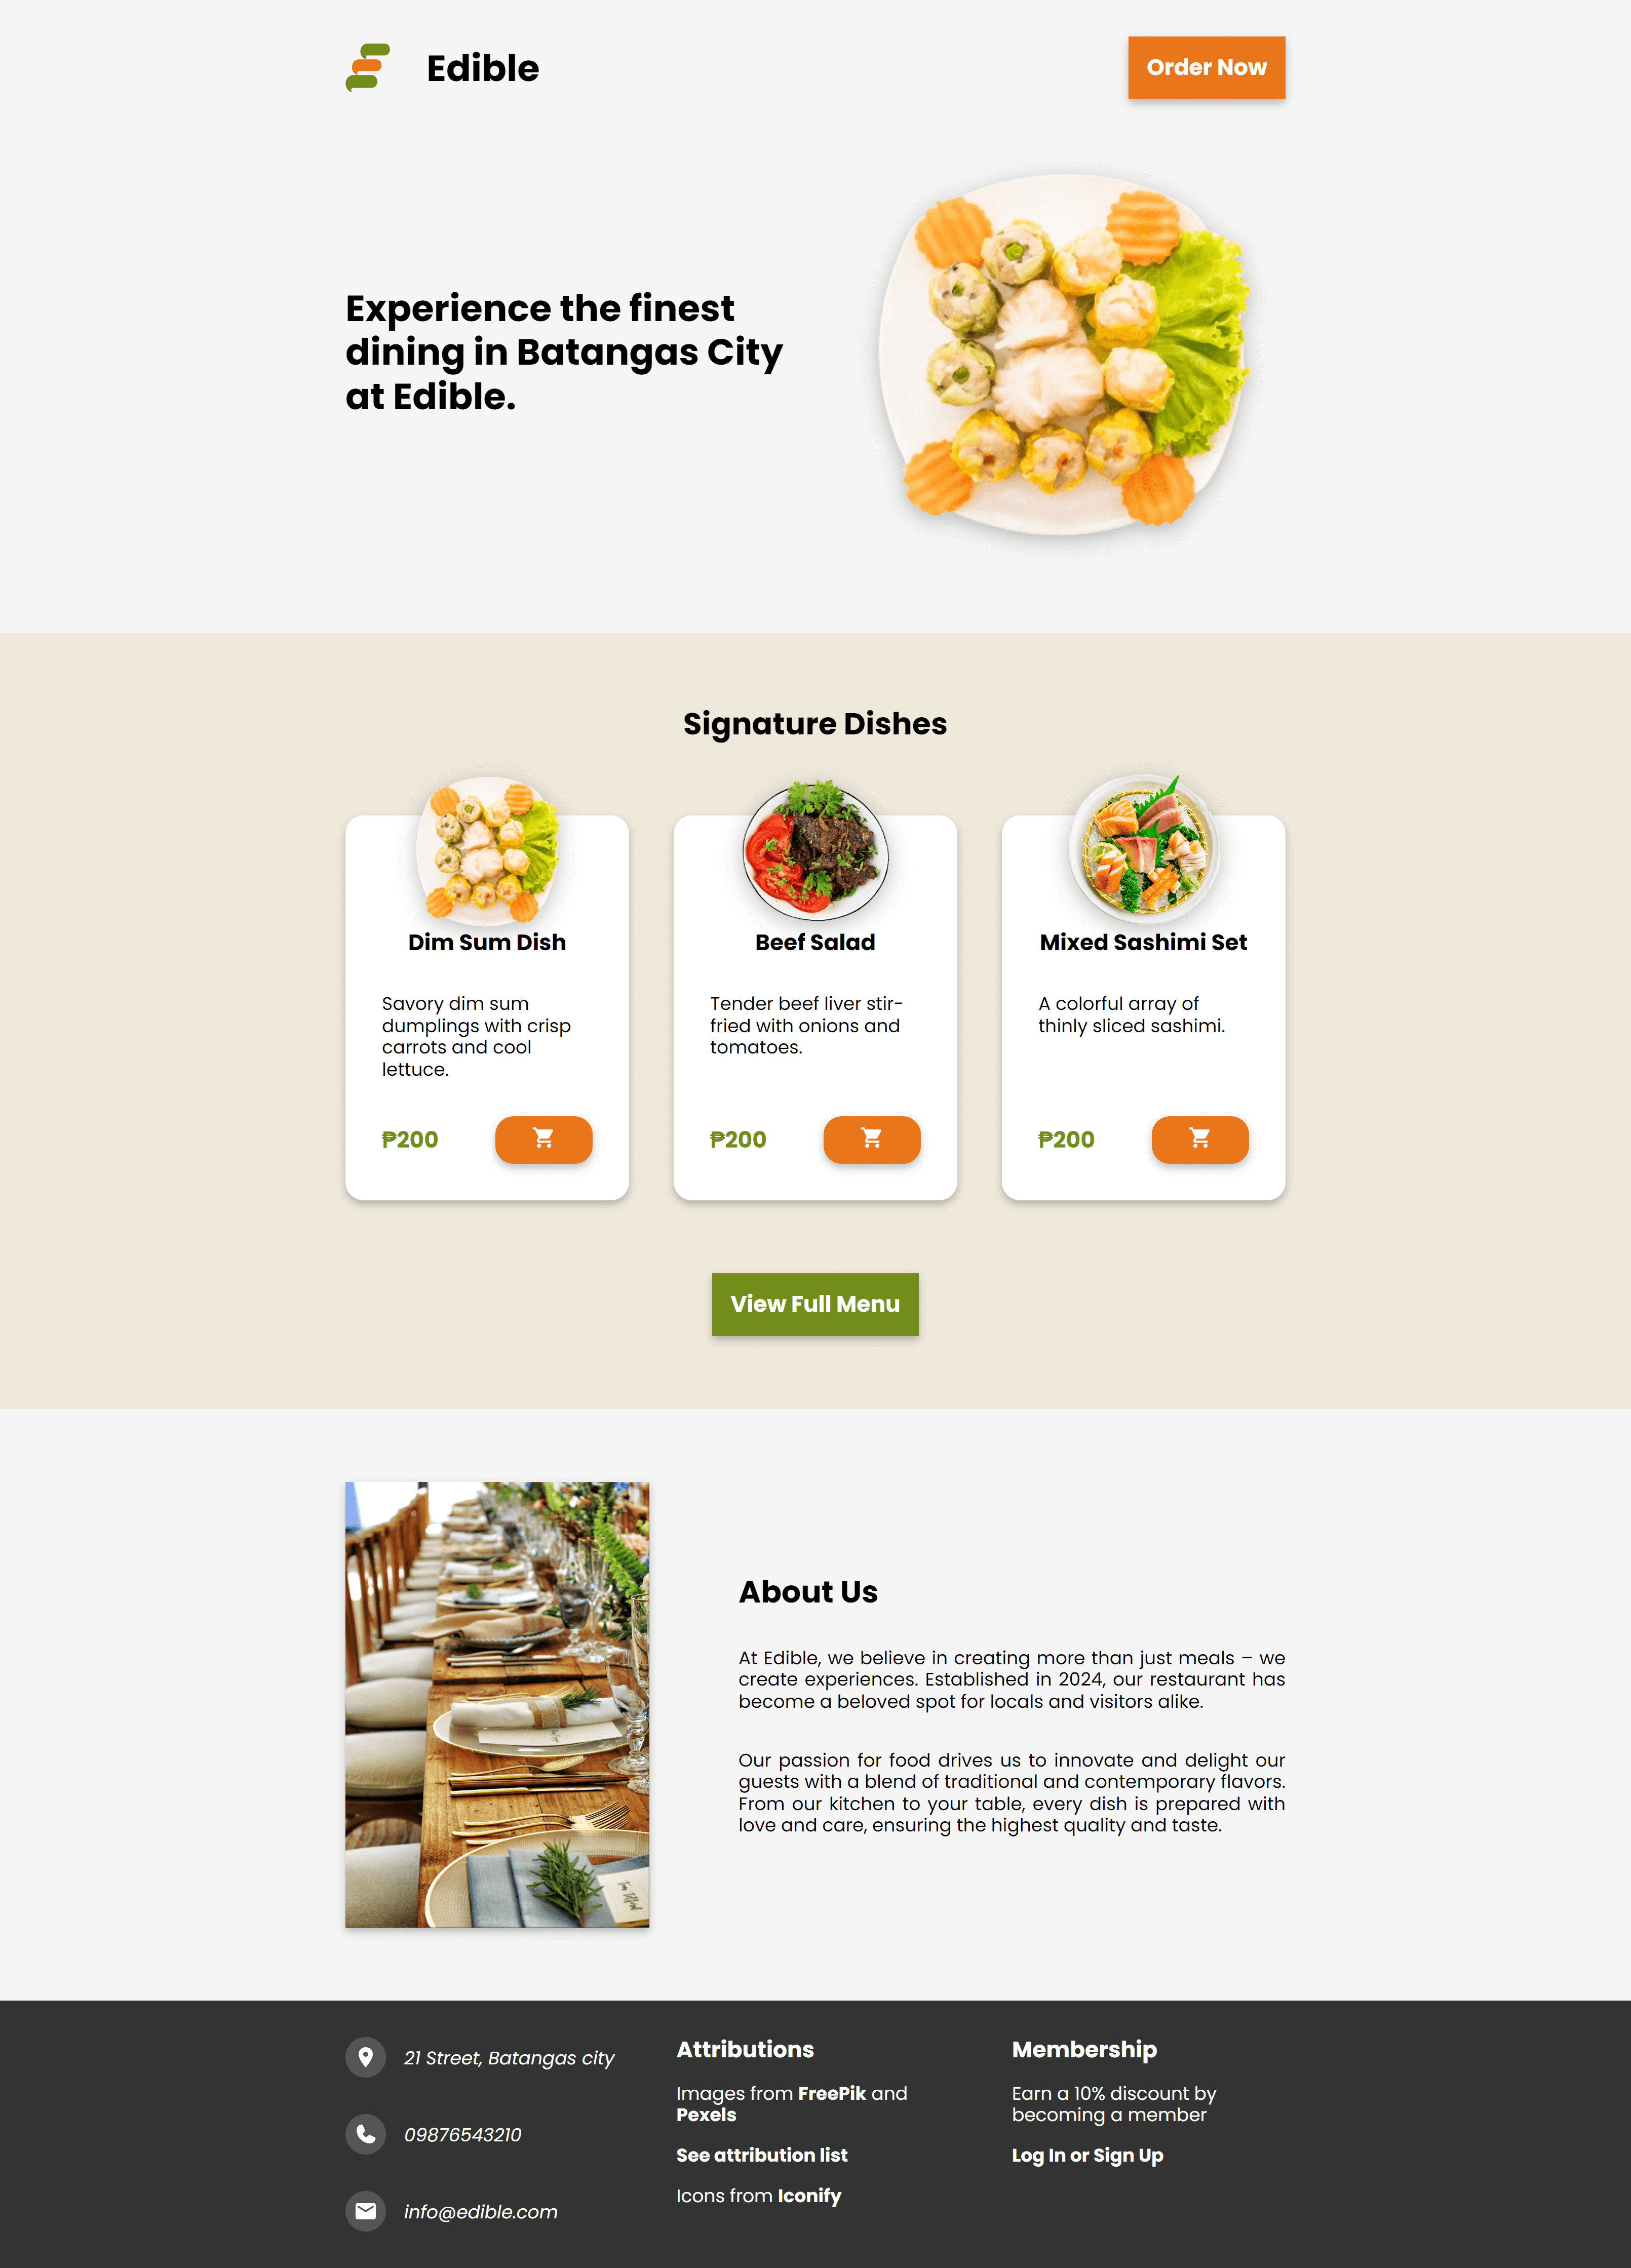 Edible
Order Now
Experience the finest
dining in Batangas City
at Edible.
Signature Dishes
Dim Sum Dish
Savory dim sum
dumplings with crisp
carrots and cool
lettuce.
₱200
Beef Salad
Tender beef liver stir-
fried with onions and
tomatoes.
₱200
Mixed Sashimi Set
A colorful array of
thinly sliced sashimi.
₱200
View Full Menu
About Us
At Edible, we believe in creating more than just meals – we
create experiences. Established in 2024, our restaurant has
become a beloved spot for locals and visitors alike.
Our passion for food drives us to innovate and delight our
guests with a blend of traditional and contemporary flavors.
From our kitchen to your table, every dish is prepared with
love and care, ensuring the highest quality and taste.
21 Street, Batangas city
09876543210
info@edible.com
Attributions
Images from FreePik and
Pexels
See attribution list
Icons from Iconify
Membership
Earn a 10% discount by
becoming a member
Log In or Sign Up